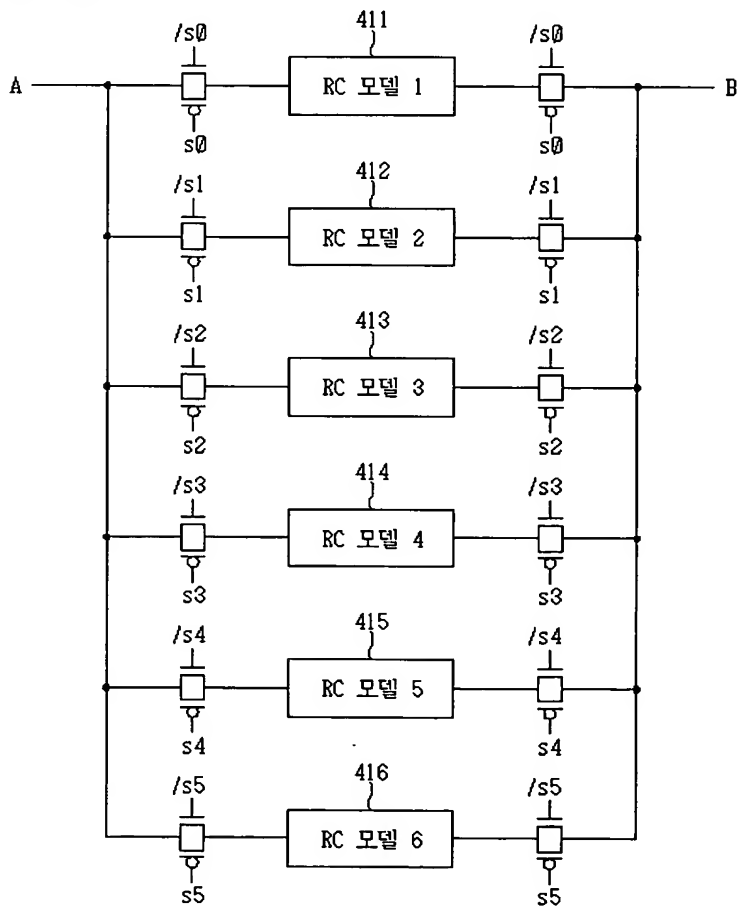 411
/s0 /s0
A RC 모델 1 B
s0 s0
412
/s1 /s1
RC 모델 2
s1 s1
413
/s2 /s2
RC 모델 3
s2 s2
414
/s3 /s3
RC 모델 4
s3 s3
415
/s4 /s4
RC 모델 5
s4 s4
416
/s5 /s5
RC 모델 6
s5 s5